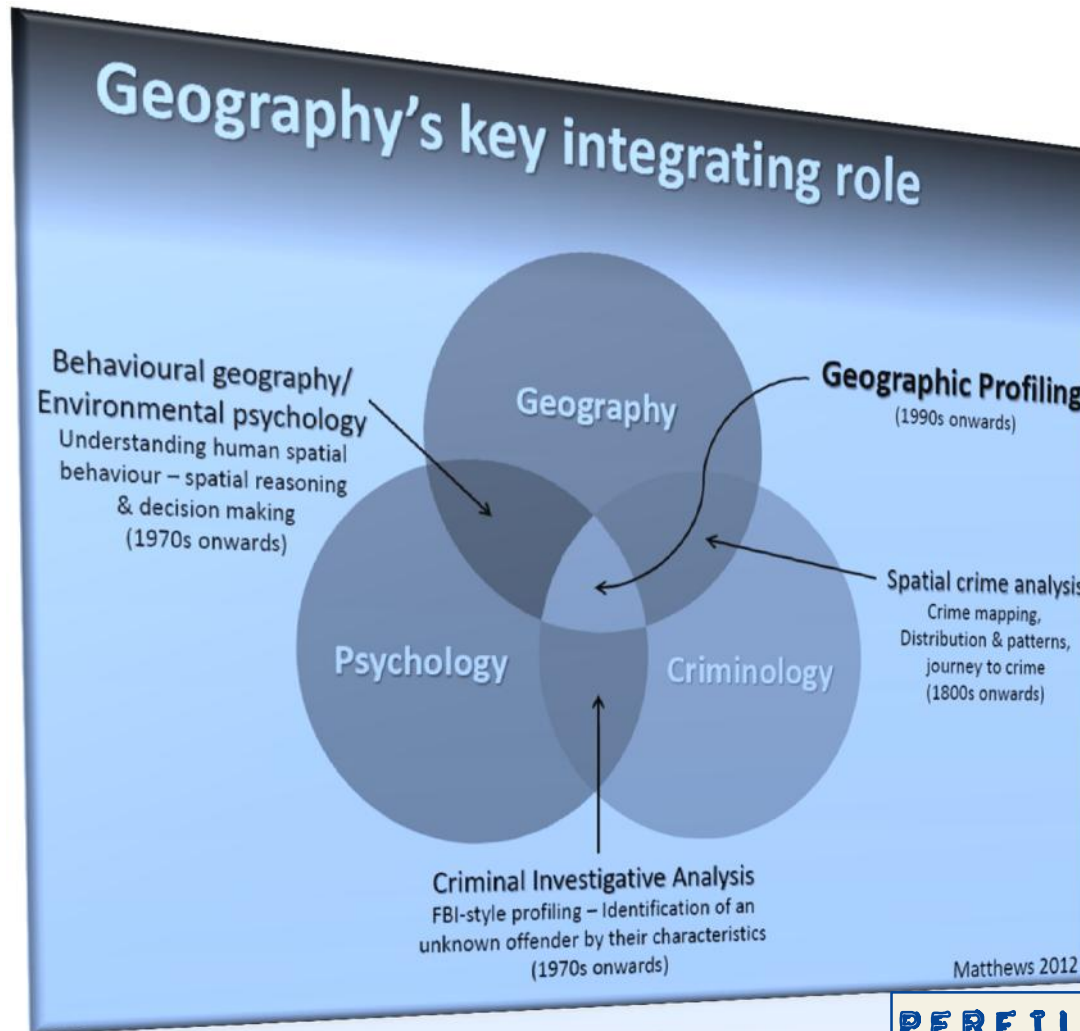 Geography's key integrating role
Behavioural geography/
Environmental psychology
Understanding human spatial
behaviour – spatial reasoning
& decision making
(1970s onwards)
Geography
Geographic Profiling
(1990s onwards)
Psychology
Criminology
Spatial crime analysis
Crime mapping,
Distribution & patterns,
journey to crime
(1800s onwards)
Criminal Investigative Analysis
FBI-style profiling – Identification of an
unknown offender by their characteristics
(1970s onwards)
Matthews 2012